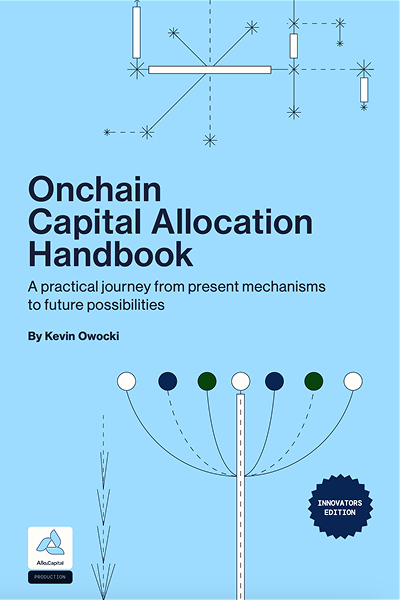 Onchain
Capital Allocation
Handbook
A practical journey from present mechanisms
to future possibilities
By Kevin Owocki
INNOVATORS
EDITION
Allo.Capital
PRODUCTION